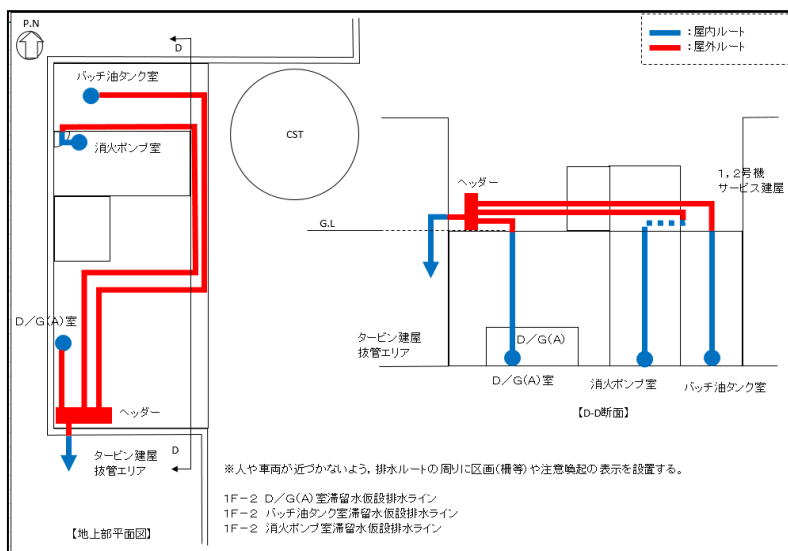 P.N
D
バッチ油タンク室
消火ポンプ室
CST
D/G(A)室
ヘッダー
D
タービン建屋
抜管エリア
【地上部平面図】
:屋内ルート
:屋外ルート
1,2号機
サービス建屋
ヘッダー
G.L
タービン建屋
抜管エリア
D/G(A)
D/G(A)室
消火ポンプ室
バッチ油タンク室
【D-D断面】
※人や車両が近づかないよう,排水ルートの周りに区画(柵等)や注意喚起の表示を設置する。
1F-2 D/G(A)室滞留水仮設排水ライン
1F-2 バッチ油タンク室滞留水仮設排水ライン
1F-2 消火ポンプ室滞留水仮設排水ライン